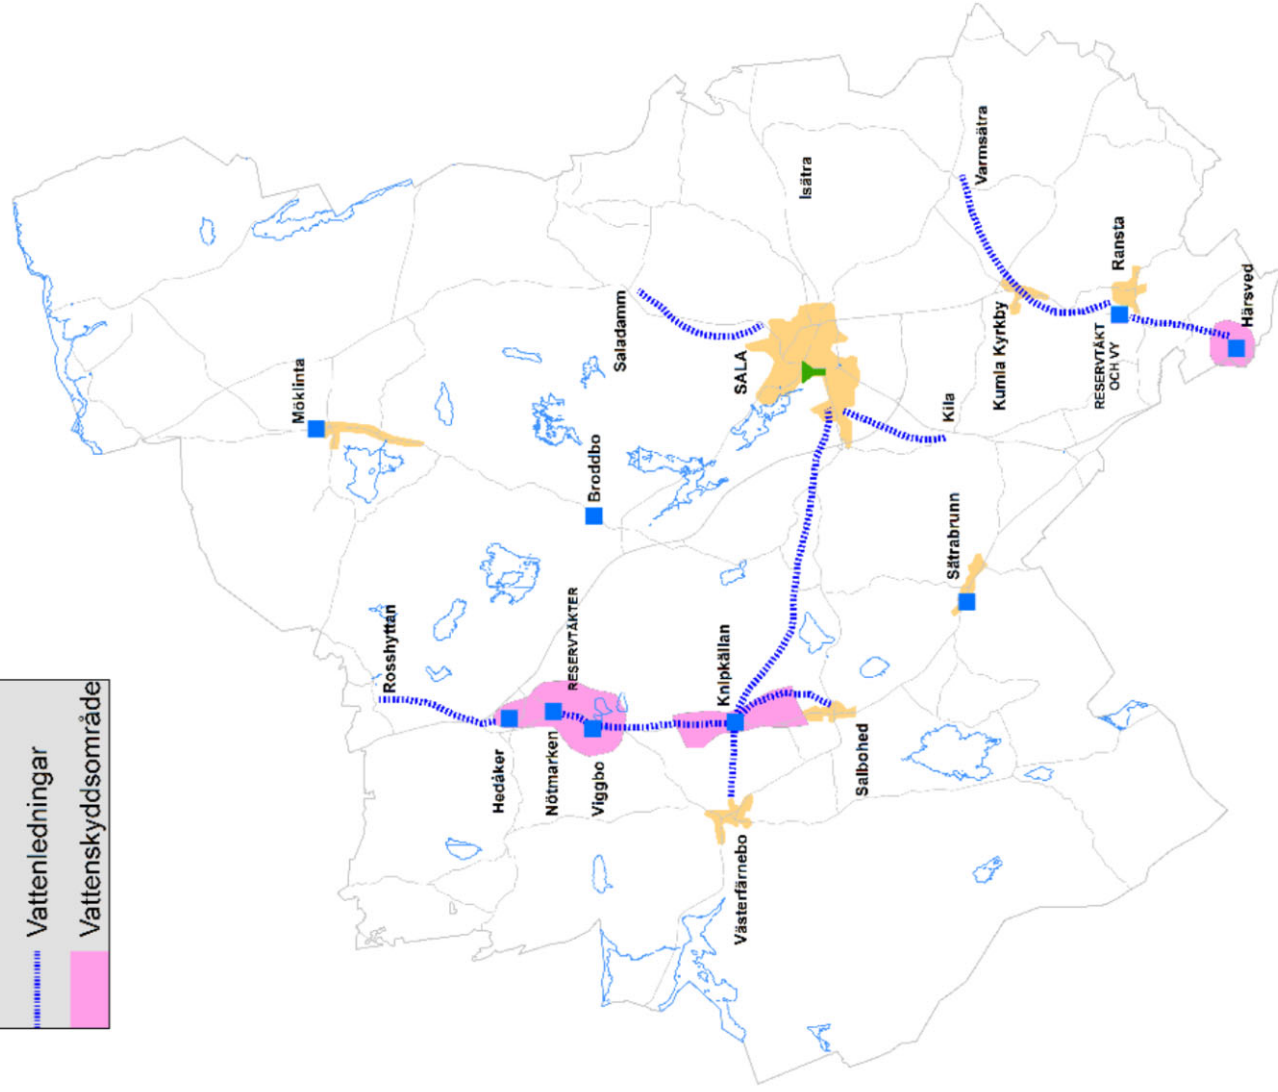 Vattenledningar
Vattenskyddsområde
Rosshyttan
Hedåker
Nötmarken
Viggbo
RESERVTÄKTER
Västerfärnebo
Knipkällan
Salbohed
Möklinta
Broddbo
Saladamm
SALA
Isätra
Kila
Sätrabrunn
Varmsätra
Kumla Kyrkby
Ransta
RESERVTÄKT
OCH VY
Härsved